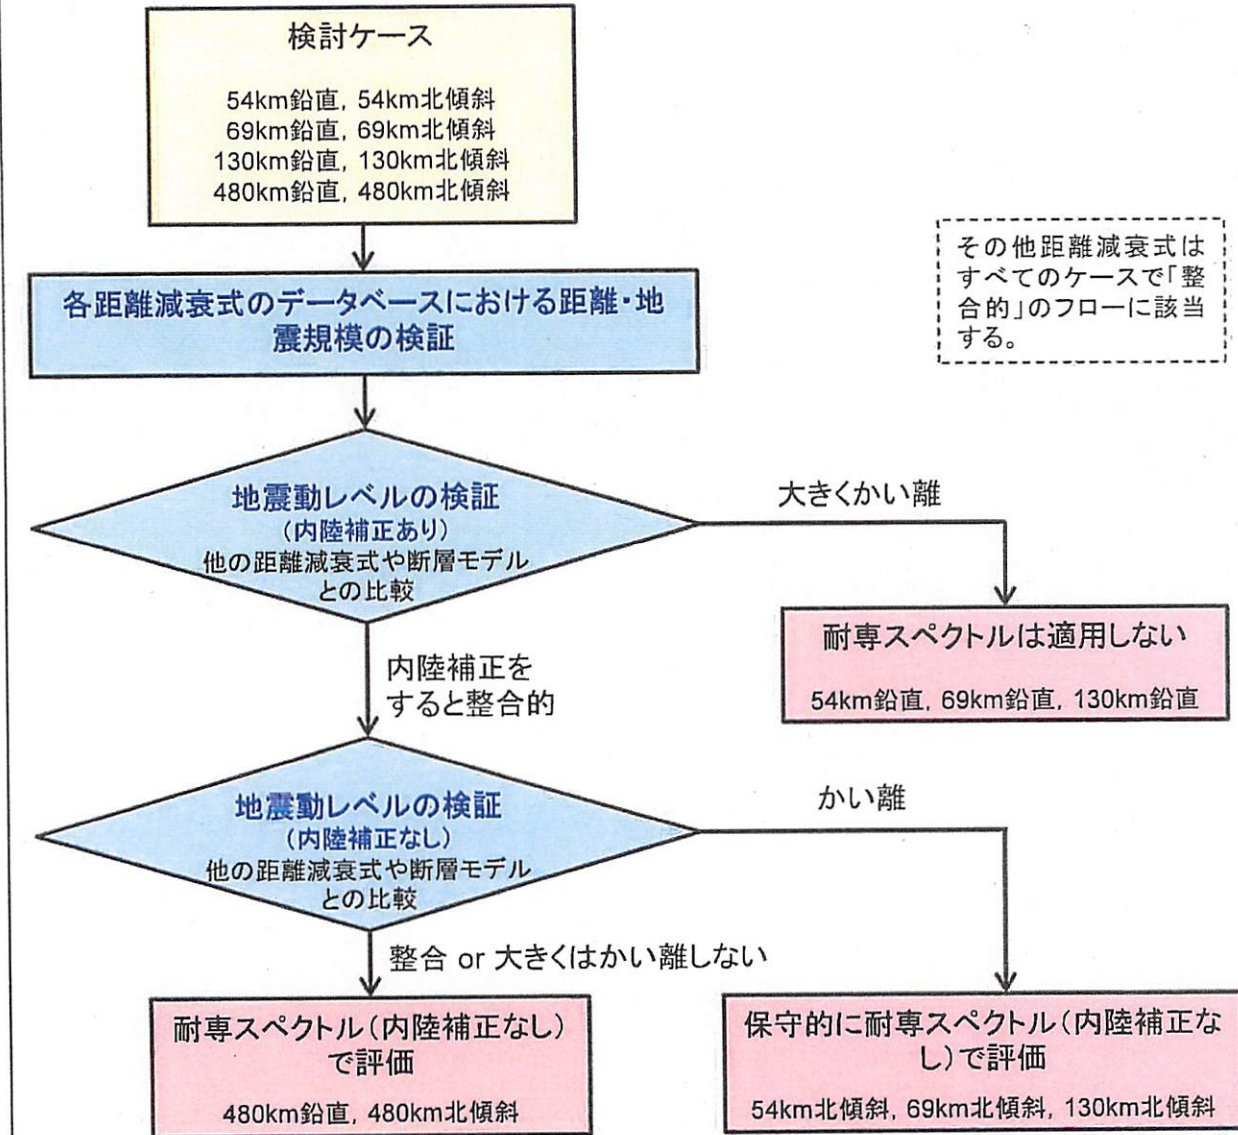 検討ケース
54km鉛直, 54km北傾斜
69km鉛直, 69km北傾斜
130km鉛直, 130km北傾斜
480km鉛直, 480km北傾斜
各距離減衰式のデータベースにおける距離・地
震規模の検証
その他距離減衰式は
すべてのケースで「整
合的」のフローに該当
する。
地震動レベルの検証
(内陸補正あり)
他の距離減衰式や断層モデル
との比較
大きくかい離
耐専スペクトルは適用しない
54km鉛直, 69km鉛直, 130km鉛直
内陸補正を
すると整合的
地震動レベルの検証
(内陸補正なし)
他の距離減衰式や断層モデル
との比較
かい離
整合 or 大きくはかい離しない
耐専スペクトル(内陸補正なし)
で評価
480km鉛直, 480km北傾斜
保守的に耐専スペクトル(内陸補正な
し)で評価
54km北傾斜, 69km北傾斜, 130km北傾斜